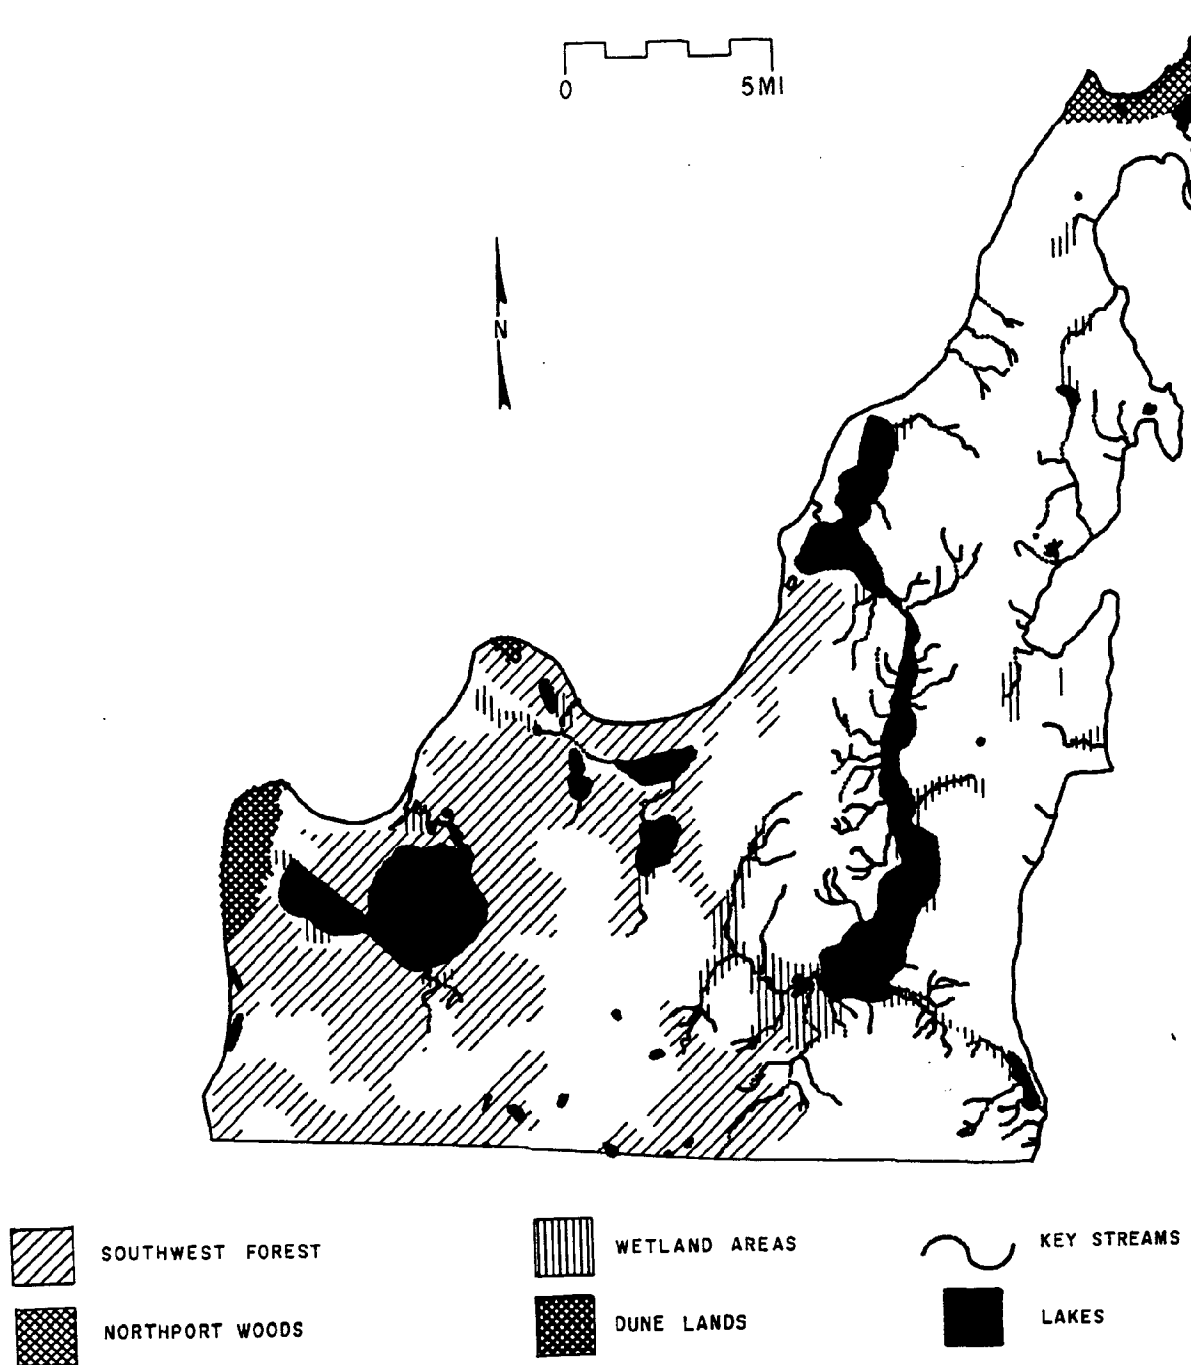 0 5MI
N
SOUTHWEST FOREST
WETLAND AREAS
KEY STREAMS
NORTHPORT WOODS
DUNE LANDS
LAKES